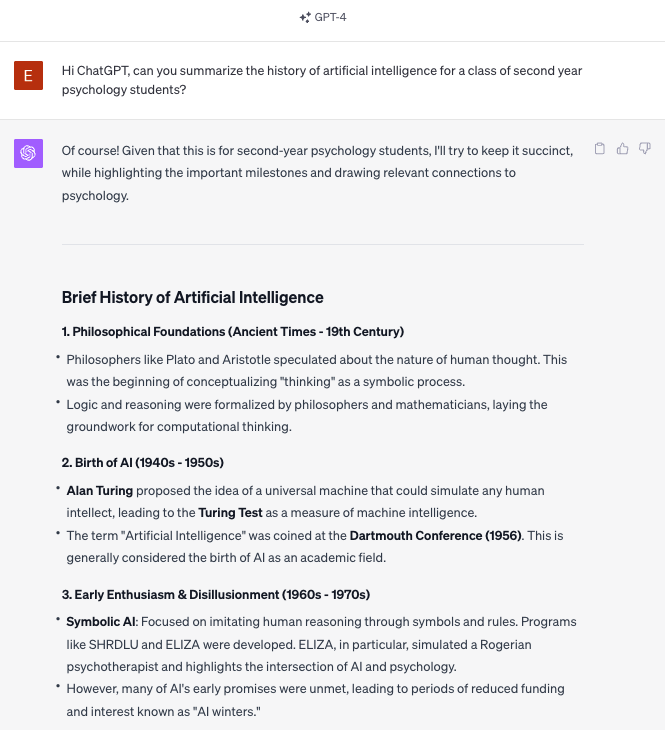 GPT-4
E
Hi ChatGPT, can you summarize the history of artificial intelligence for a class of second year
psychology students?
Of course! Given that this is for second-year psychology students, I'll try to keep it succinct,
while highlighting the important milestones and drawing relevant connections to
psychology.
Brief History of Artificial Intelligence
1. Philosophical Foundations (Ancient Times - 19th Century)
• Philosophers like Plato and Aristotle speculated about the nature of human thought. This
was the beginning of conceptualizing "thinking" as a symbolic process.
• Logic and reasoning were formalized by philosophers and mathematicians, laying the
groundwork for computational thinking.
2. Birth of AI (1940s - 1950s)
• Alan Turing proposed the idea of a universal machine that could simulate any human
intellect, leading to the Turing Test as a measure of machine intelligence.
• The term "Artificial Intelligence" was coined at the Dartmouth Conference (1956). This is
generally considered the birth of AI as an academic field.
3. Early Enthusiasm & Disillusionment (1960s - 1970s)
• Symbolic AI: Focused on imitating human reasoning through symbols and rules. Programs
like SHRDLU and ELIZA were developed. ELIZA, in particular, simulated a Rogerian
psychotherapist and highlights the intersection of AI and psychology.
• However, many of AI's early promises were unmet, leading to periods of reduced funding
and interest known as "AI winters."